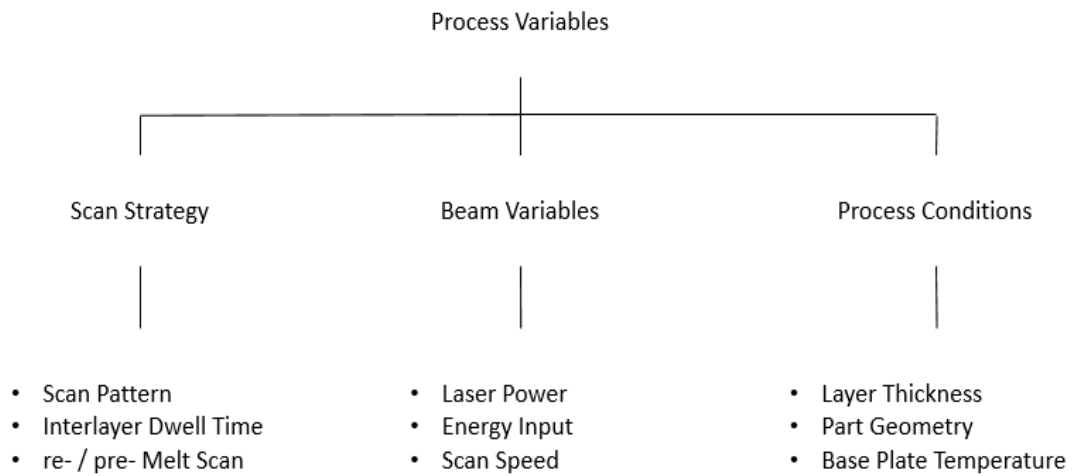 Process Variables
Scan Strategy
Beam Variables
Process Conditions
• Scan Pattern
• Interlayer Dwell Time
• re- / pre- Melt Scan
• Laser Power
• Energy Input
• Scan Speed
• Layer Thickness
• Part Geometry
• Base Plate Temperature